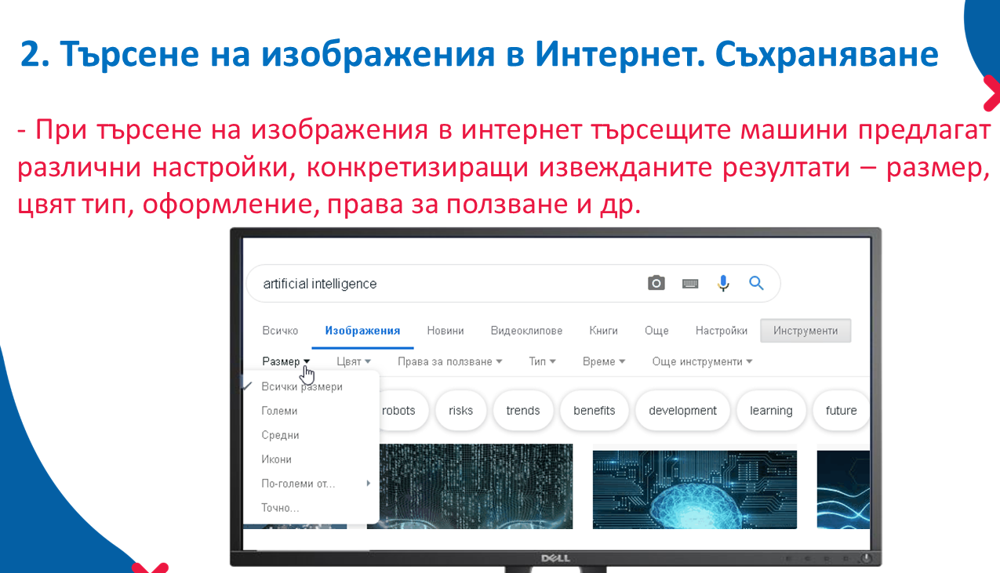 2. Търсене на изображения в Интернет. Съхраняване
- При търсене на изображения в интернет търсещите машини предлагат
различни настройки, конкретизиращи извежданите резултати – размер,
цвят тип, оформление, права за ползване и др.
artificial intelligence
Всичко Изображения Новини Видеоклипове Книги Още Настройки Инструменти
Размер Цвят Права за ползване Тип Време Още инструменти
Всички размери
Големи
Средни
Икони
По-големи от...
Точно...
robots risks trends benefits development learning future
DELL